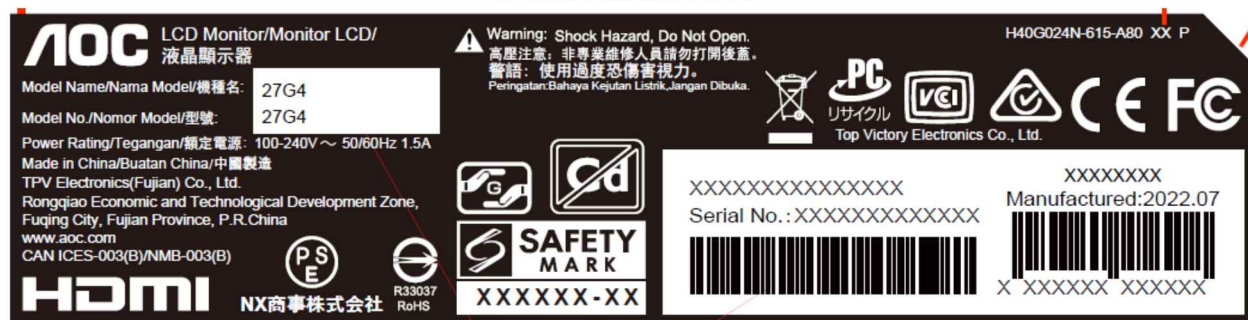 AOC
LCD Monitor/Monitor LCD/
液晶顯示器
Model Name/Nama Model/機種名: 27G4
Model No./Nomor Model/型號: 27G4
Power Rating/Tegangan/額定電源: 100-240V ～ 50/60Hz 1.5A
Made in China/Buatan China/中國製造
TPV Electronics(Fujian) Co., Ltd.
Rongqiao Economic and Technological Development Zone,
Fuqing City, Fujian Province, P.R.China
www.aoc.com
CAN ICES-003(B)/NMB-003(B)
HDMI
PSE
NX商事株式会社
R33037
RoHS
Warning: Shock Hazard, Do Not Open.
高壓注意：非專業維修人員請勿打開後蓋。
警語：使用過度恐傷害視力。
Peringatan:Bahaya Kejutan Listrik,Jangan Dibuka.
G
Cd
SAFETY
MARK
XXXXXX-XX
H40G024N-615-A80 XX P
PC
リサイクル
VCI
CE
FC
Top Victory Electronics Co., Ltd.
XXXXXXXXXXXXXXX
Serial No.:XXXXXXXXXXXXX
XXXXXXXX
Manufactured:2022.07
X XXXXXX XXXXXX